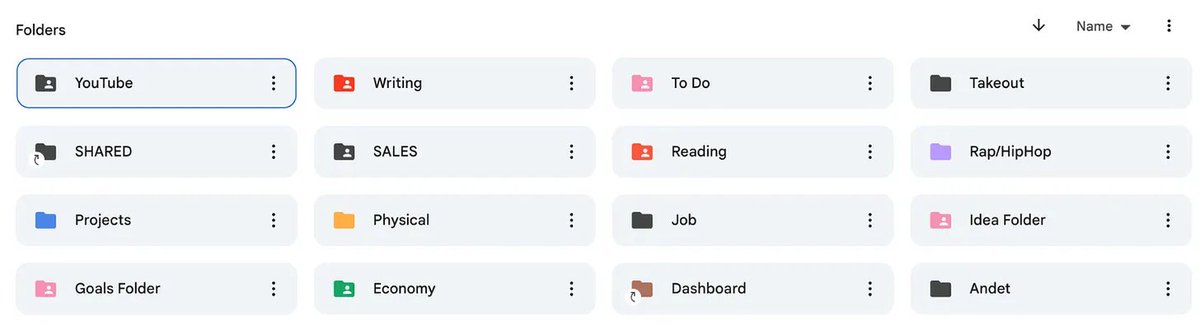 Folders Name
YouTube Writing To Do Takeout
SHARED SALES Reading Rap/HipHop
Projects Physical Job Idea Folder
Goals Folder Economy Dashboard Andet